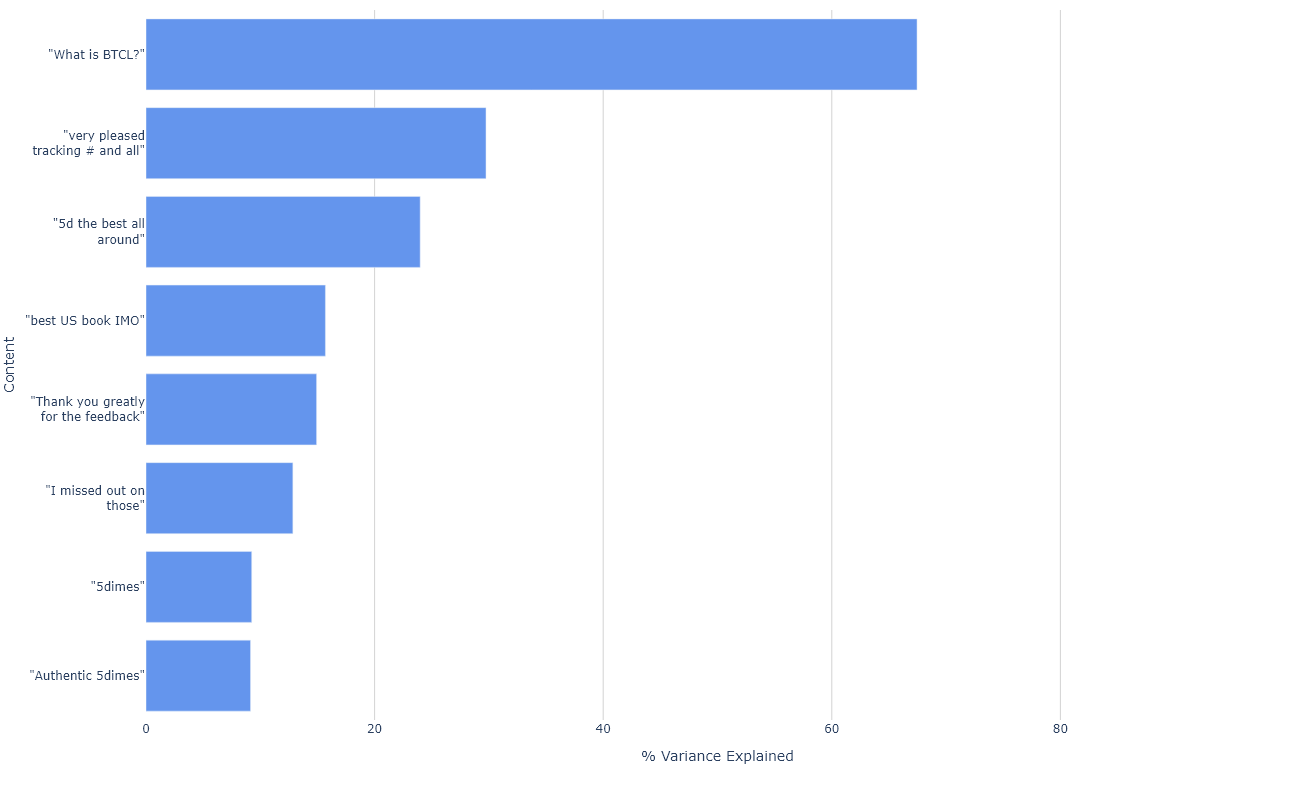 "What is BTCL?"
"very pleased
tracking # and all"
"5d the best all
around"
"best US book IMO"
"Thank you greatly
for the feedback"
"I missed out on
those"
"5dimes"
"Authentic 5dimes"
Content
0 20 40 60 80
% Variance Explained